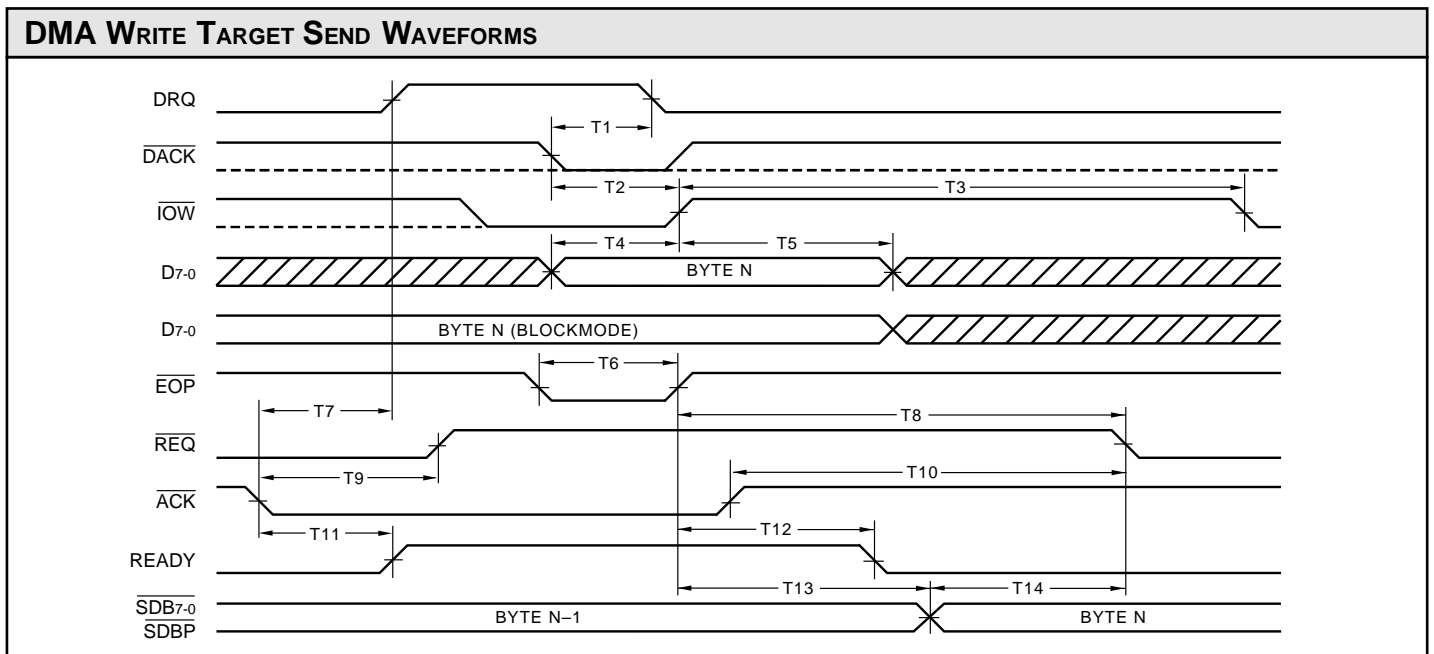 DMA WRITE TARGET SEND WAVEFORMS
DRQ
T1
DACK
T2 T3
IOW
T4 T5
D7-0 BYTE N
D7-0 BYTE N (BLOCKMODE)
T6
EOP
T7 T8
REQ
T9 T10
ACK
T11 T12
READY
T13 T14
SDB7-0 BYTE N–1 BYTE N
SDBP